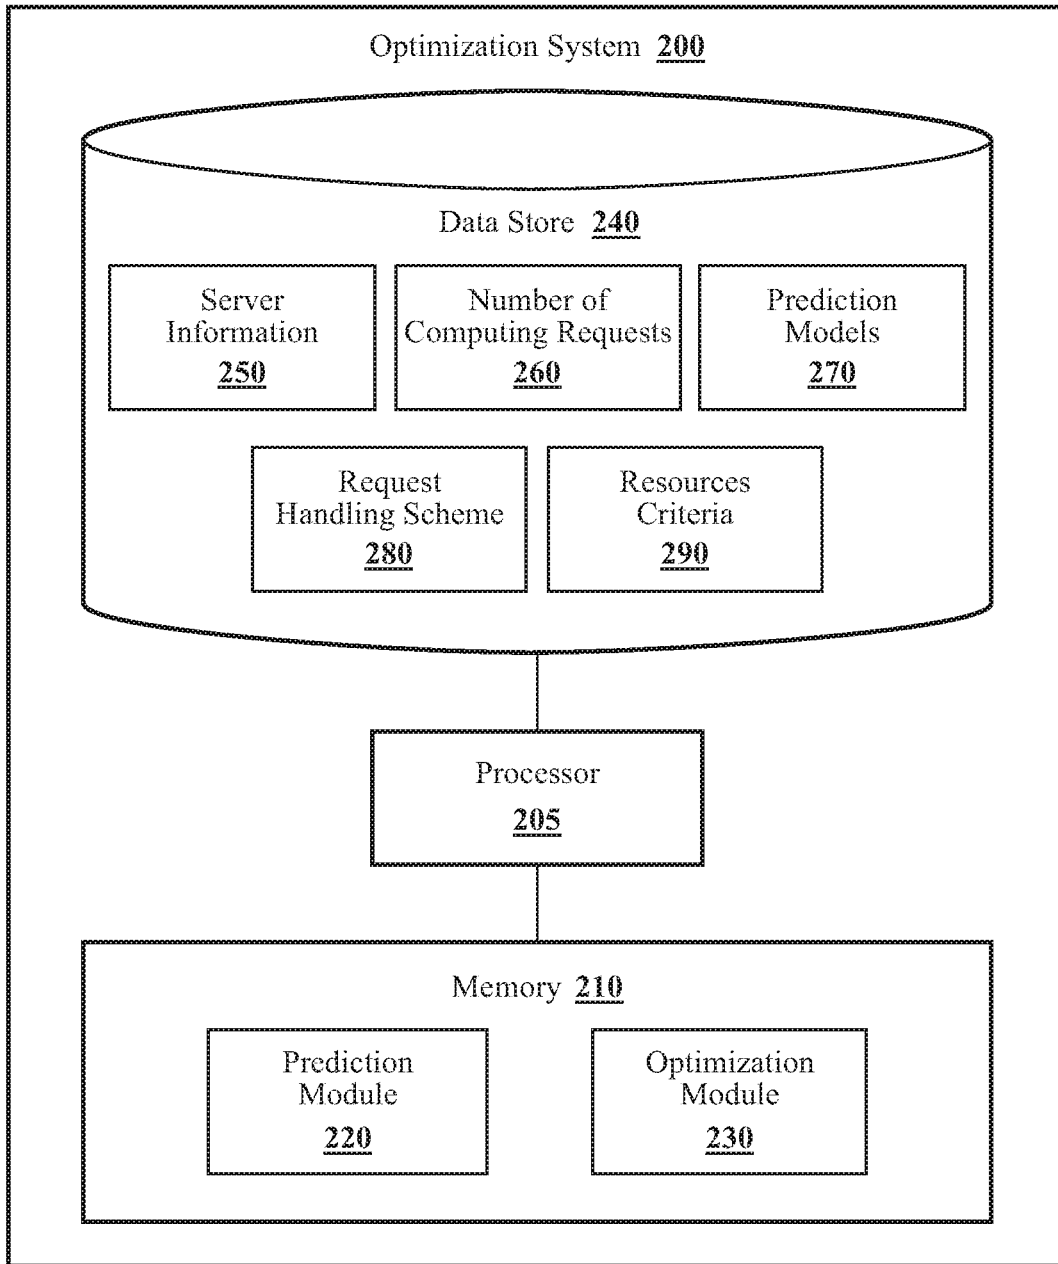 Optimization System 200
Data Store 240
Server
Information
250
Number of
Computing Requests
260
Prediction
Models
270
Request
Handling Scheme
280
Resources
Criteria
290
Processor
205
Memory 210
Prediction
Module
220
Optimization
Module
230